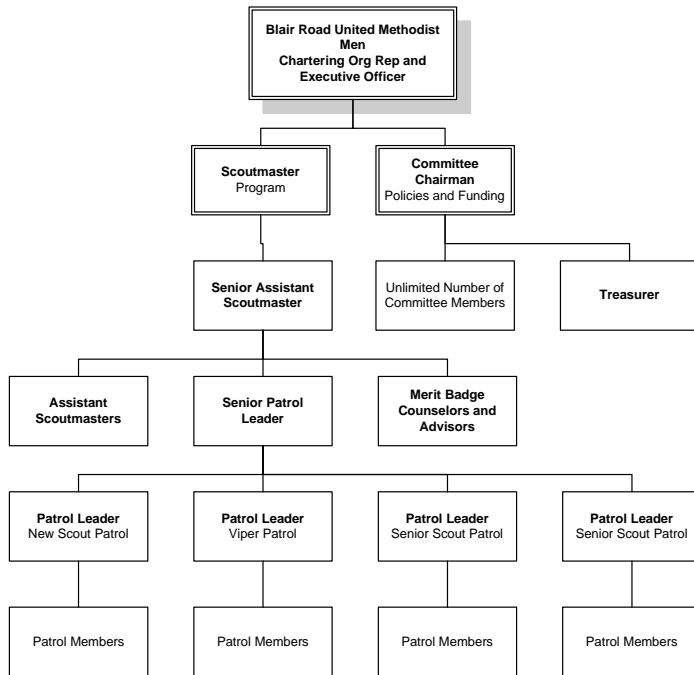 Blair Road United Methodist
Men
Chartering Org Rep and
Executive Officer
Scoutmaster
Program
Committee
Chairman
Policies and Funding
Senior Assistant
Scoutmaster
Unlimited Number of
Committee Members
Treasurer
Assistant
Scoutmasters
Senior Patrol
Leader
Merit Badge
Counselors and
Advisors
Patrol Leader
New Scout Patrol
Patrol Leader
Viper Patrol
Patrol Leader
Senior Scout Patrol
Patrol Leader
Senior Scout Patrol
Patrol Members
Patrol Members
Patrol Members
Patrol Members